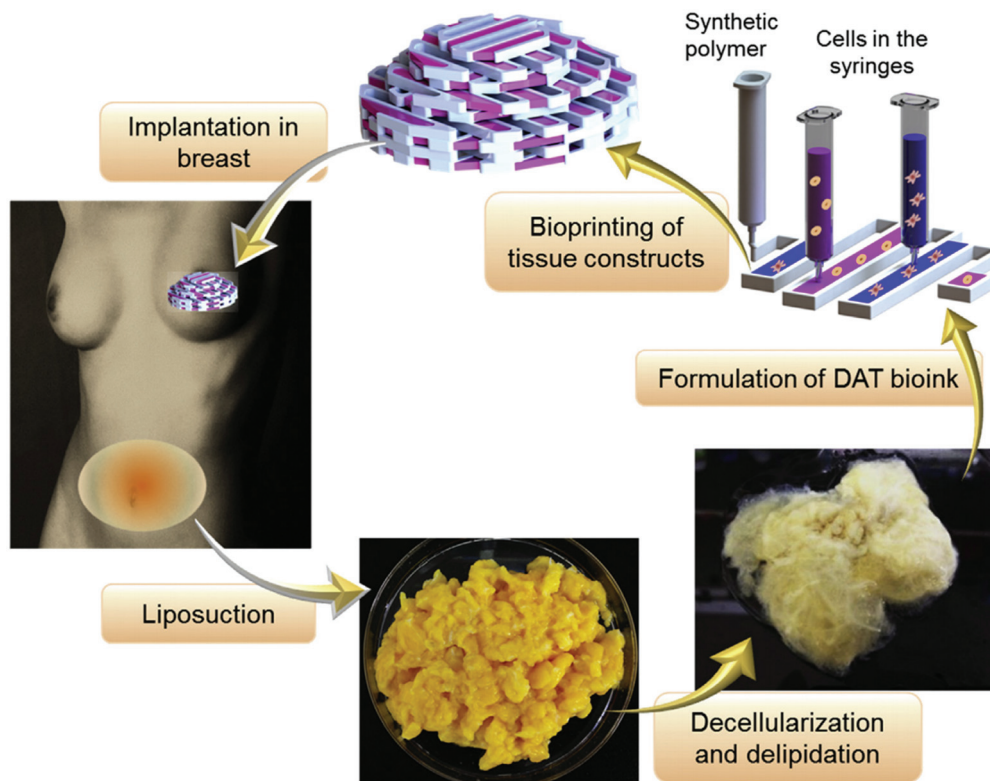 Synthetic
polymer
Cells in the
syringes
Implantation in
breast
Bioprinting of
tissue constructs
Formulation of DAT bioink
Liposuction
Decellularization
and delipidation